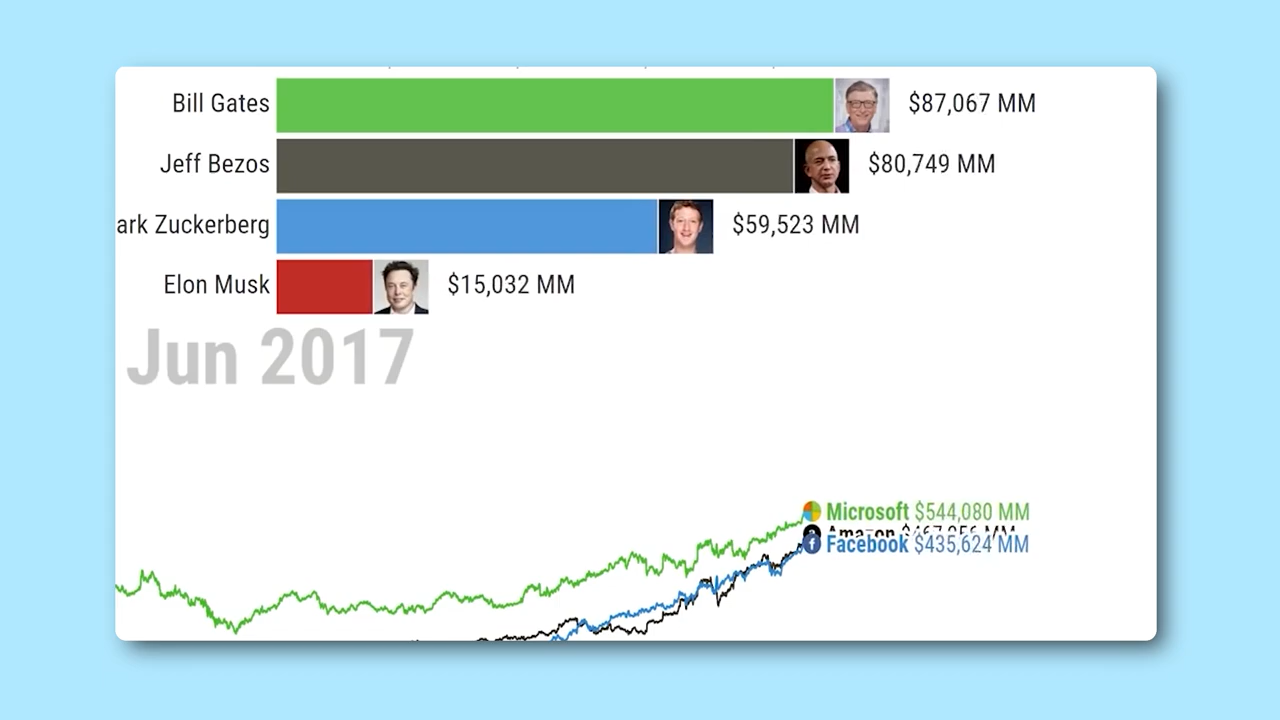 Bill Gates $87,067 MM
Jeff Bezos $80,749 MM
ark Zuckerberg $59,523 MM
Elon Musk $15,032 MM
Jun 2017
Microsoft $544,080 MM
Amazon
Facebook $435,624 MM